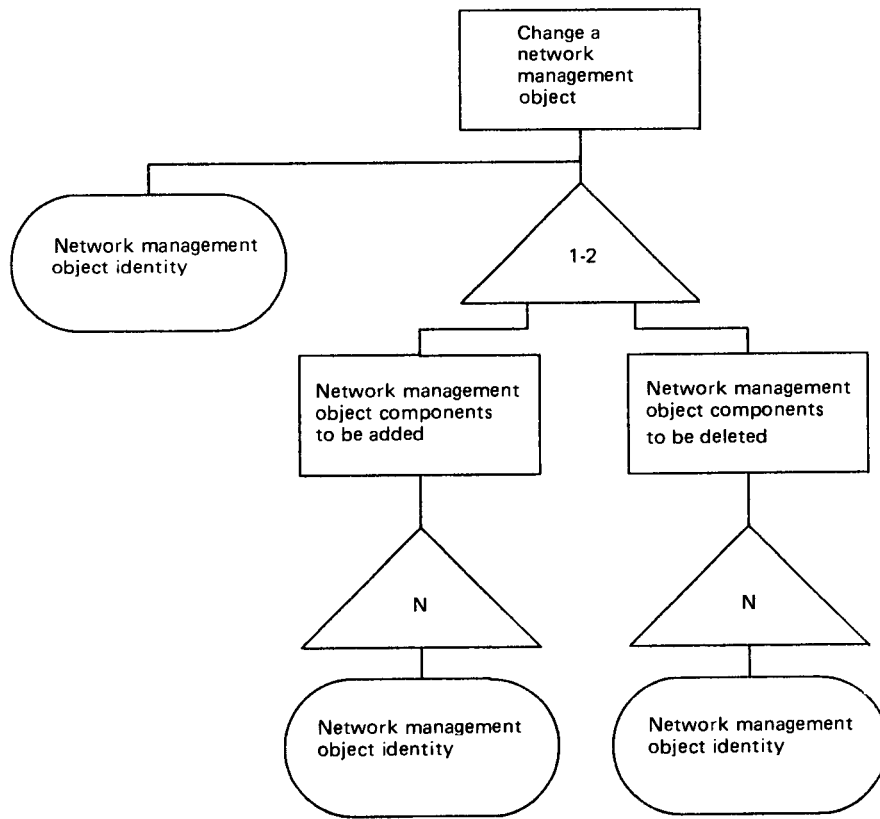 Change a
network
management
object
Network management
object identity
1-2
Network management
object components
to be added
Network management
object components
to be deleted
N
N
Network management
object identity
Network management
object identity